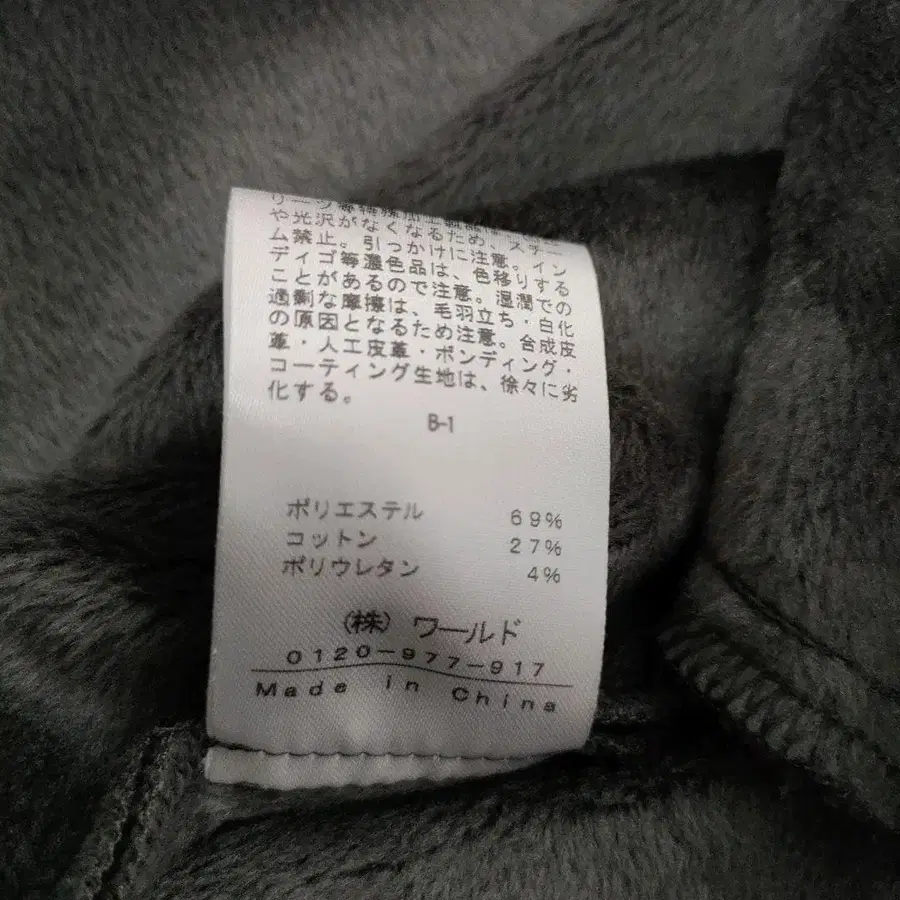 や光沢がなくなるため、スチー
ム禁止。引っかけに注意。イン
ディゴ等濃色品は、色移りする
ことがあるので注意。湿潤での
過剰な摩擦は、毛羽立ち・白化
の原因となるため注意。合成皮
革・人工皮革・ボンディング・
コーティング生地は、徐々に劣
化する。
B-1
ポリエステル 69%
コットン 27%
ポリウレタン 4%
(株) ワールド
0120-977-917
Made in China